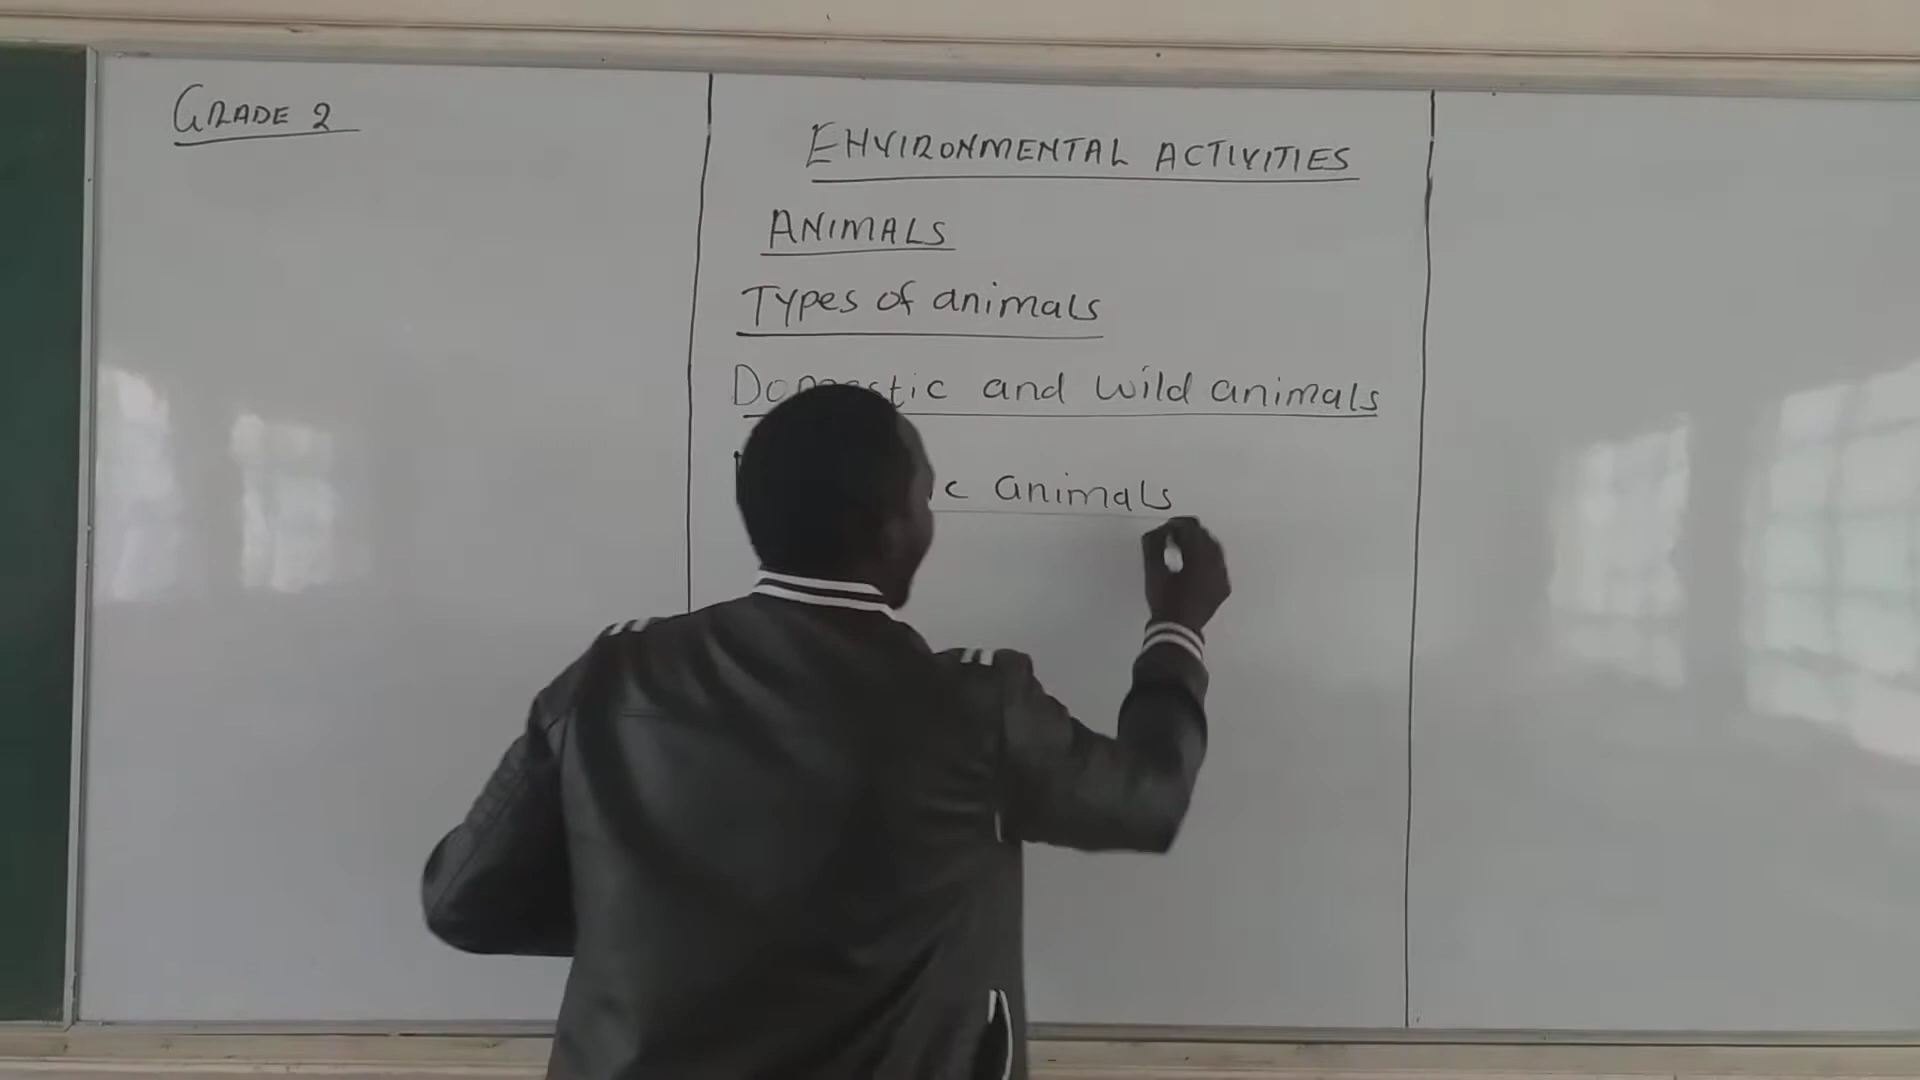 GRADE 2
ENVIRONMENTAL ACTIVITIES
ANIMALS
Types of animals
Domestic and wild animals
animals